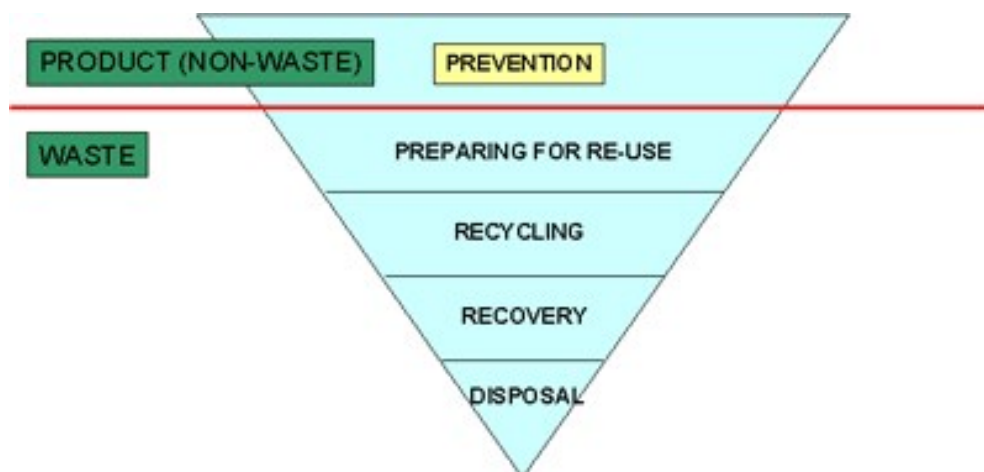 PRODUCT (NON-WASTE)
PREVENTION
WASTE
PREPARING FOR RE-USE
RECYCLING
RECOVERY
DISPOSAL